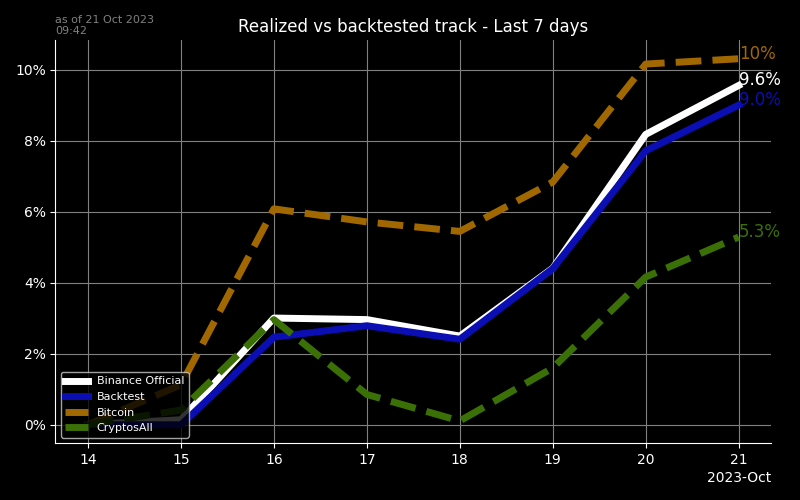 as of 21 Oct 2023
09:42
Realized vs backtested track - Last 7 days
10%
8%
6%
4%
2%
0%
10%
9.6%
9.0%
5.3%
Binance Official
Backtest
Bitcoin
CryptosAll
14 15 16 17 18 19 20 21
2023-Oct